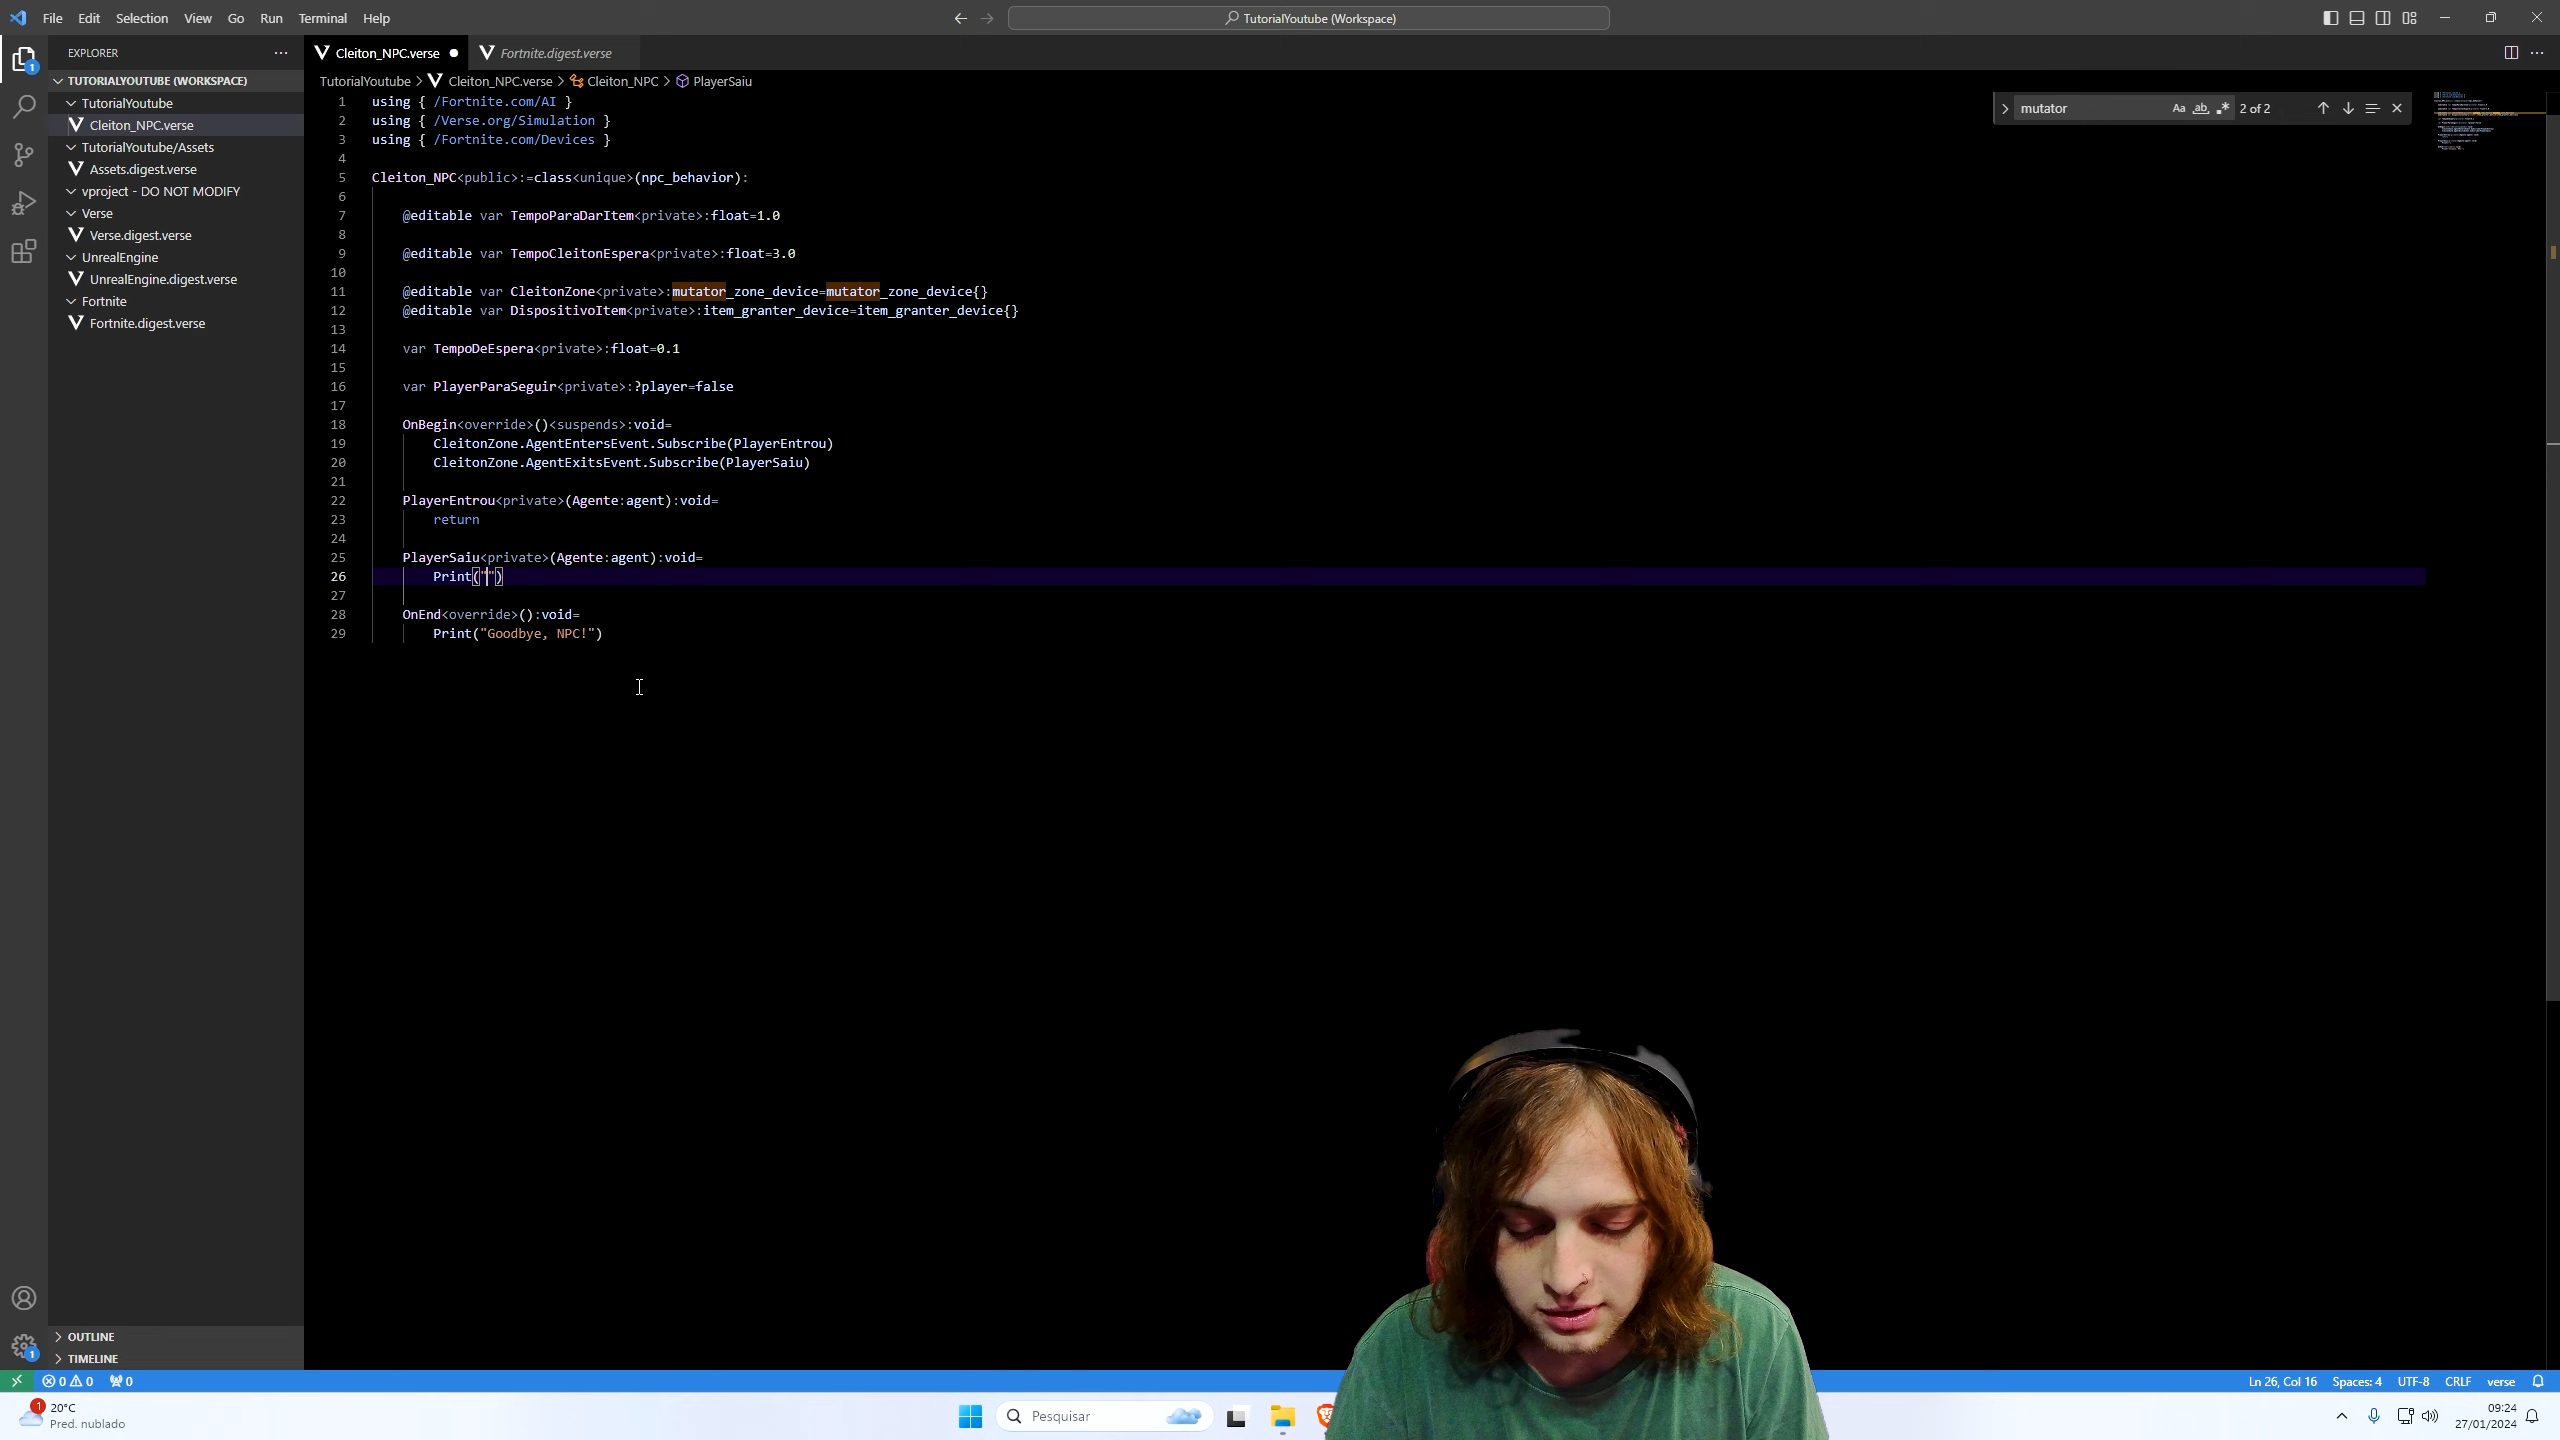 File Edit Selection View Go Run Terminal Help
TutorialYoutube (Workspace)
EXPLORER
TUTORIALYOUTUBE (WORKSPACE)
TutorialYoutube
Cleiton_NPC.verse
TutorialYoutube/Assets
Assets.digest.verse
vproject - DO NOT MODIFY
Verse
Verse.digest.verse
UnrealEngine
UnrealEngine.digest.verse
Fortnite
Fortnite.digest.verse
OUTLINE
TIMELINE
Cleiton_NPC.verse
Fortnite.digest.verse
TutorialYoutube > Cleiton_NPC.verse > Cleiton_NPC > PlayerSaiu
mutator Aa ab 2 of 2
1 using { /Fortnite.com/AI }
2 using { /Verse.org/Simulation }
3 using { /Fortnite.com/Devices }
4
5 Cleiton_NPC<public>:=class<unique>(npc_behavior):
6
7 @editable var TempoParaDarItem<private>:float=1.0
8
9 @editable var TempoCleitonEspera<private>:float=3.0
10
11 @editable var CleitonZone<private>:mutator_zone_device=mutator_zone_device{}
12 @editable var DispositivoItem<private>:item_granter_device=item_granter_device{}
13
14 var TempoDeEspera<private>:float=0.1
15
16 var PlayerParaSeguir<private>:?player=false
17
18 OnBegin<override>()<suspends>:void=
19 CleitonZone.AgentEntersEvent.Subscribe(PlayerEntrou)
20 CleitonZone.AgentExitsEvent.Subscribe(PlayerSaiu)
21
22 PlayerEntrou<private>(Agente:agent):void=
23 return
24
25 PlayerSaiu<private>(Agente:agent):void=
26 Print("")
27
28 OnEnd<override>():void=
29 Print("Goodbye, NPC!")
0 0 0
Ln 26, Col 16 Spaces: 4 UTF-8 CRLF verse
1
20°C
Pred. nublado
Pesquisar
09:24
27/01/2024